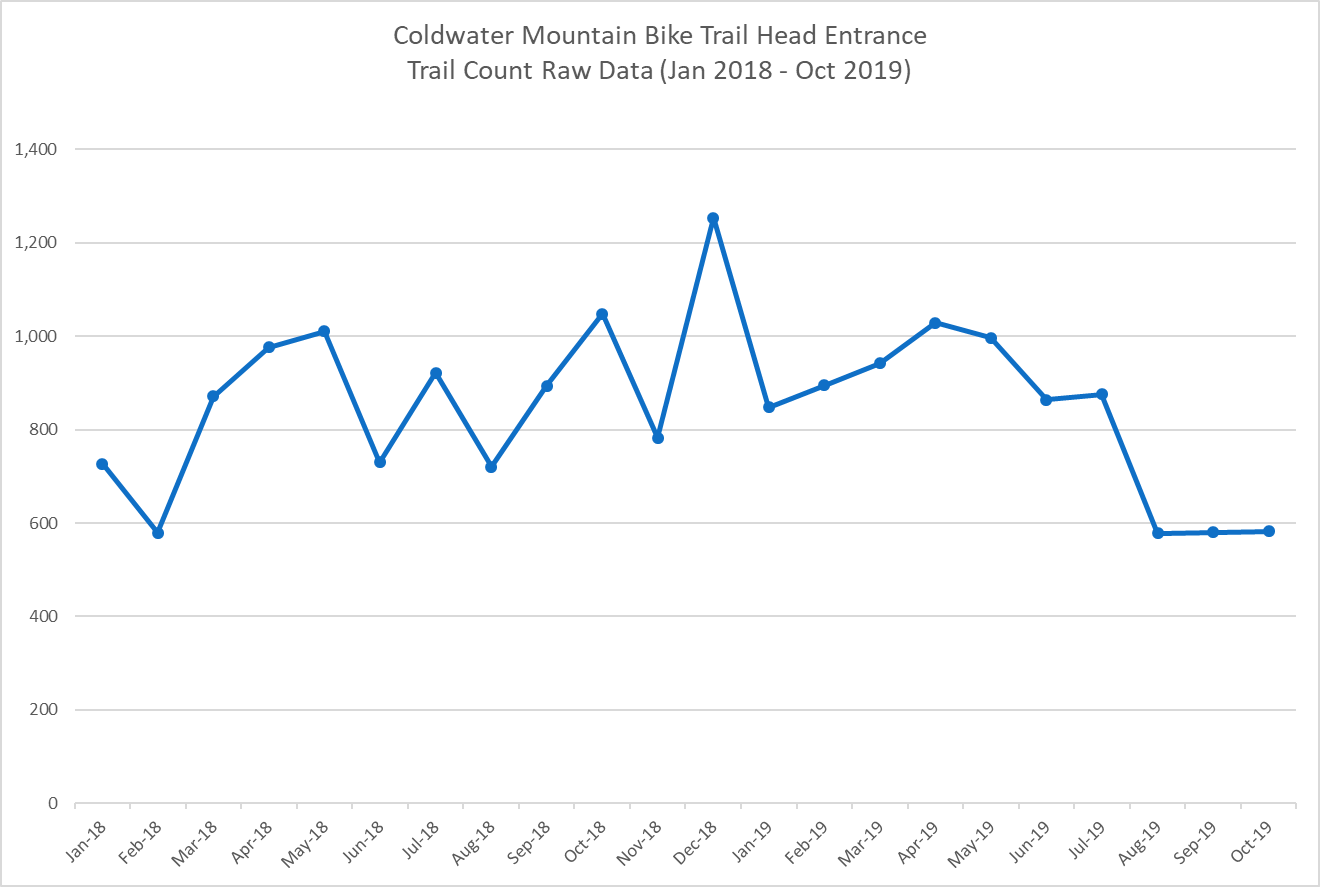 Coldwater Mountain Bike Trail Head Entrance
Trail Count Raw Data (Jan 2018 - Oct 2019)
1,400
1,200
1,000
800
600
400
200
0
Jan-18
Feb-18
Mar-18
Apr-18
May-18
Jun-18
Jul-18
Aug-18
Sep-18
Oct-18
Nov-18
Dec-18
Jan-19
Feb-19
Mar-19
Apr-19
May-19
Jun-19
Jul-19
Aug-19
Sep-19
Oct-19